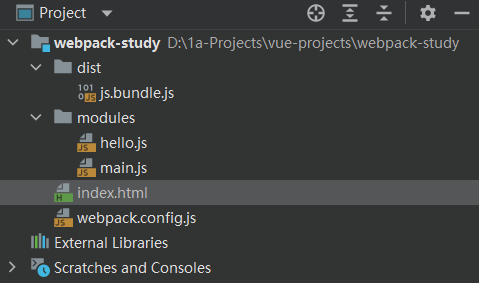 Project
webpack-study D:\1a-Projects\vue-projects\webpack-study
dist
js.bundle.js
modules
hello.js
main.js
index.html
webpack.config.js
External Libraries
Scratches and Consoles